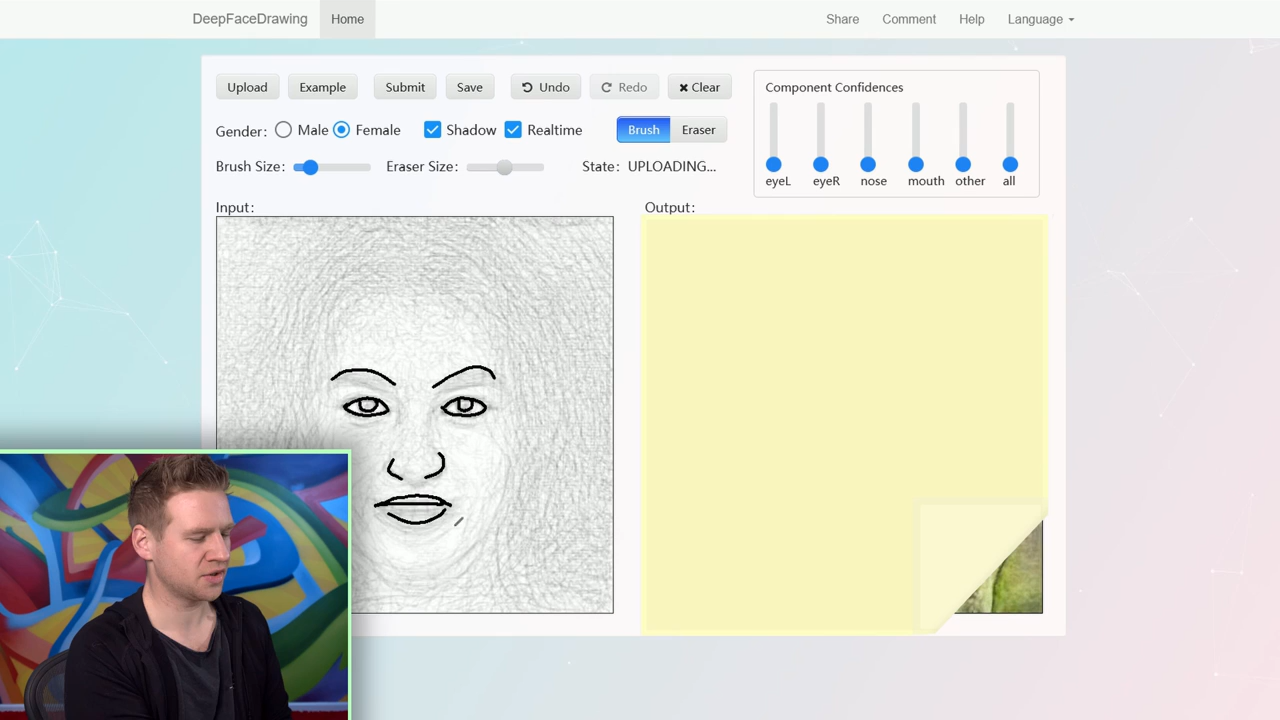 DeepFaceDrawing Home Share Comment Help Language
Upload Example Submit Save Undo Redo Clear
Component Confidences
Gender: Male Female Shadow Realtime Brush Eraser
Brush Size: Eraser Size: State: UPLOADING...
eyeL eyeR nose mouth other all
Input: Output: